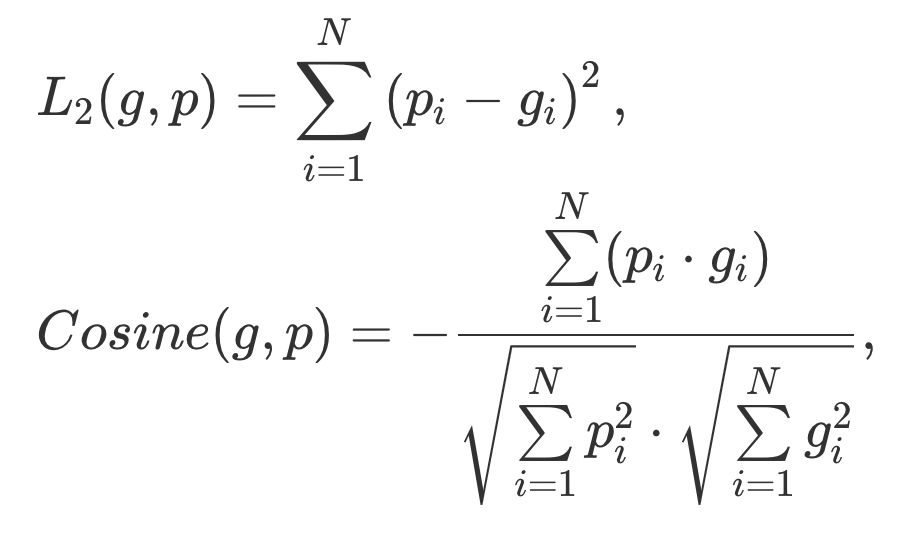 $L_2(g, p) = \sum_{i=1}^{N} (p_i - g_i)^2 ,$
$Cosine(g, p) = -\frac{\sum_{i=1}^{N} (p_i \cdot g_i)}{\sqrt{\sum_{i=1}^{N} p_i^2} \cdot \sqrt{\sum_{i=1}^{N} g_i^2}} ,$